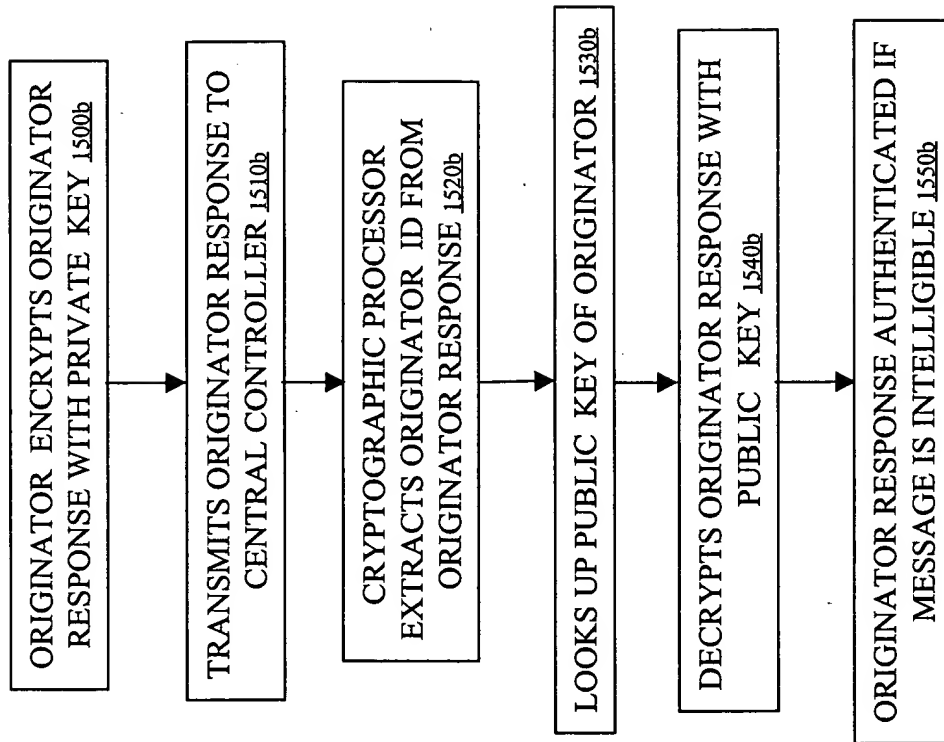 ORIGINATOR ENCRYPTS ORIGINATOR
RESPONSE WITH PRIVATE KEY 1500b
TRANSMITS ORIGINATOR RESPONSE TO
CENTRAL CONTROLLER 1510b
CRYPTOGRAPHIC PROCESSOR
EXTRACTS ORIGINATOR ID FROM
ORIGINATOR RESPONSE 1520b
LOOKS UP PUBLIC KEY OF ORIGINATOR 1530b
DECRYPTS ORIGINATOR RESPONSE WITH
PUBLIC KEY 1540b
ORIGINATOR RESPONSE AUTHENTICATED IF
MESSAGE IS INTELLIGIBLE 1550b